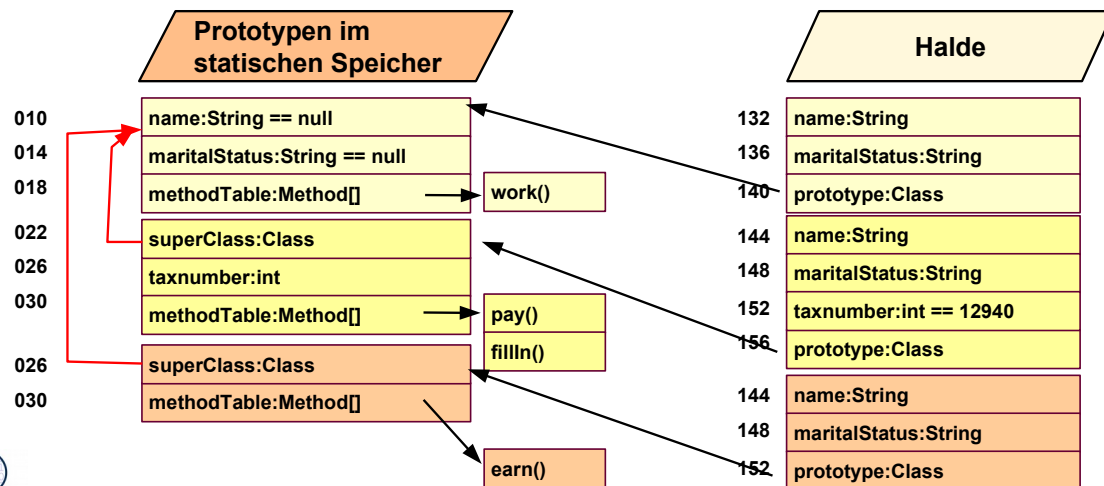 Prototypen im
statischen Speicher
Halde
010 name:String == null
014 maritalStatus:String == null
018 methodTable:Method[] work()
022 superClass:Class
026 taxnumber:int
030 methodTable:Method[] pay()
fillIn()
026 superClass:Class
030 methodTable:Method[]
earn()
132 name:String
136 maritalStatus:String
140 prototype:Class
144 name:String
148 maritalStatus:String
152 taxnumber:int == 12940
156 prototype:Class
144 name:String
148 maritalStatus:String
152 prototype:Class